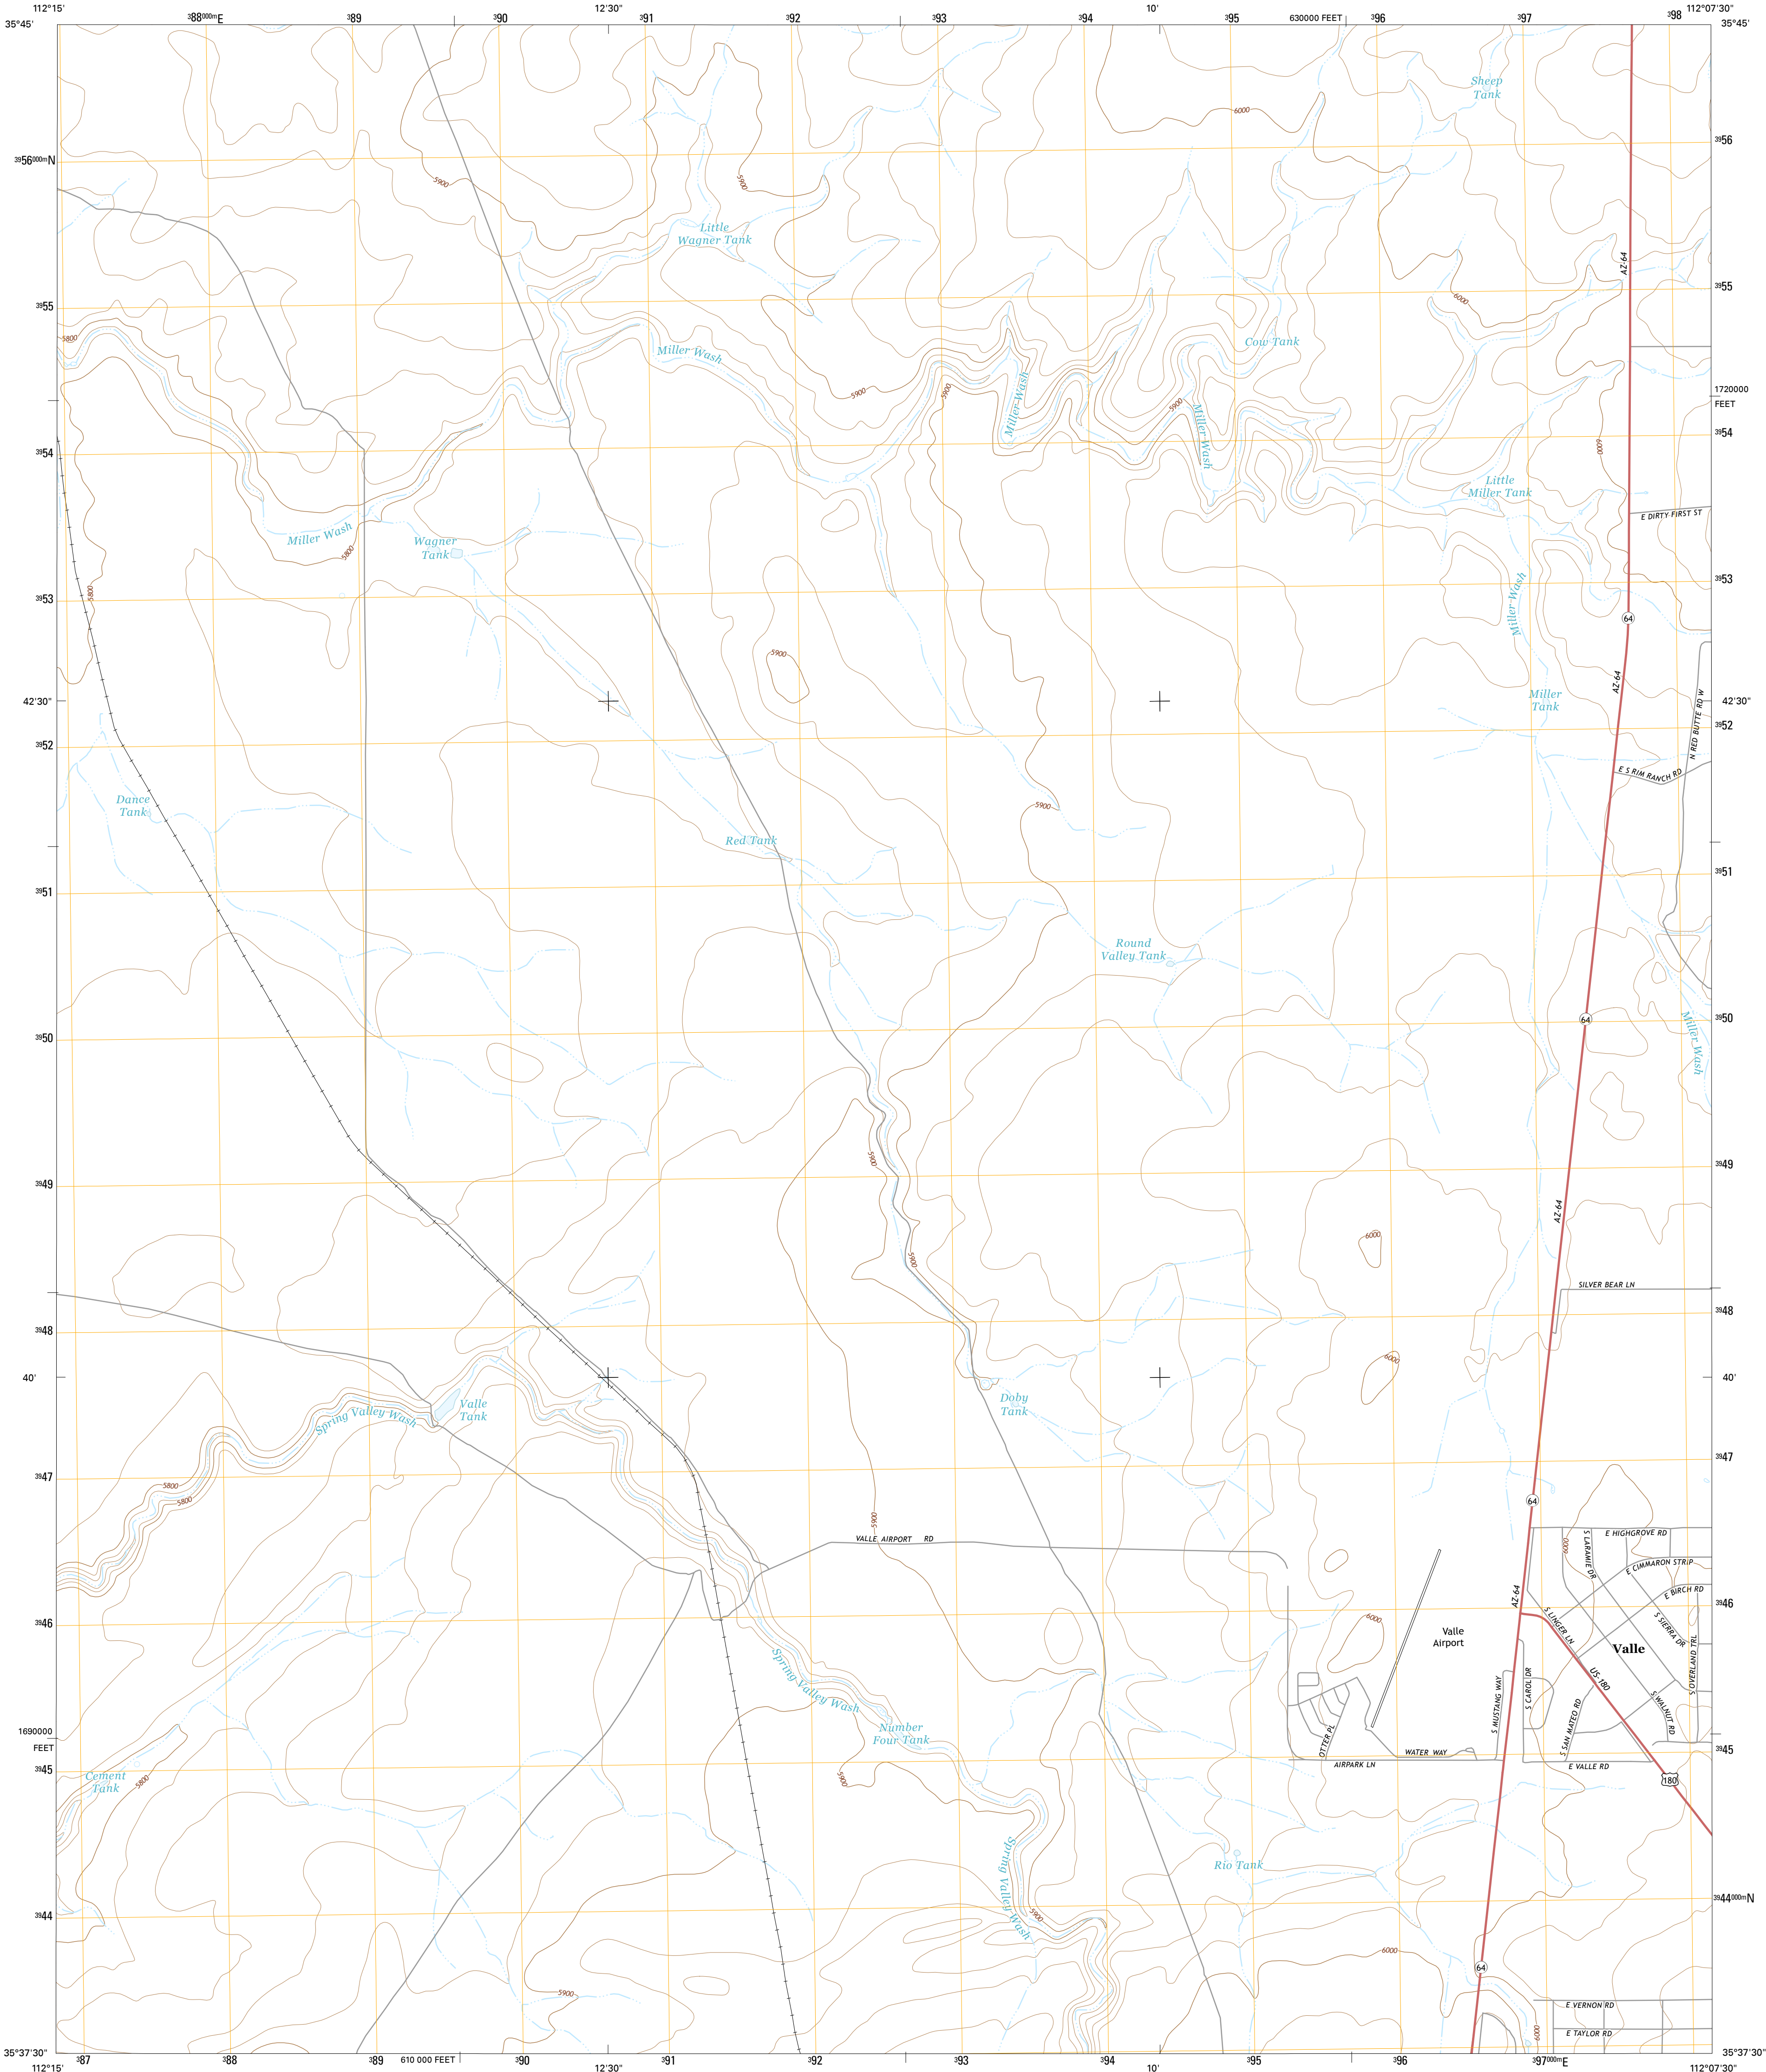 112°15'
³88⁰⁰⁰ᵐE
³89
³90
12'30"
³91
³92
³93
³94
10'
³95
630000 FEET
³96
³97
³98
112°07'30"
35°45'
35°45'
Sheep
Tank
6000
³⁹56⁰⁰⁰ᵐN
³⁹56
5900
5900
Little
Wagner Tank
AZ-64
³⁹55
³⁹55
6000
5800
Miller Wash
Cow Tank
5900
5900
5900
1720000
FEET
Miller Wash
Miller Wash
³⁹54
³⁹54
6000
Little
Miller Tank
E DIRTY FIRST ST
Miller Wash
5800
Wagner
Tank
³⁹53
³⁹53
5800
Miller Wash
64
5900
AZ-64
42'30"
42'30"
Miller
Tank
N RED BUTTE RD W
³⁹52
³⁹52
E S RIM RANCH RD
Dance
Tank
5900
Red Tank
³⁹51
³⁹51
Round
Valley Tank
64
Miller Wash
³⁹50
³⁹50
5900
³⁹49
³⁹49
AZ-64
6000
5900
SILVER BEAR LN
³⁹48
³⁹48
6000
40'
40'
Valle
Tank
Doby
Tank
Spring Valley Wash
³⁹47
³⁹47
5800
5800
64
5900
VALLE AIRPORT RD
6000
S LARAMIE DR
E HIGHGROVE RD
E CIMMARON STRIP
E BIRCH RD
AZ-64
³⁹46
³⁹46
6000
S LINGER LN
S SIERRA DR
Valle
Airport
Valle
S OVERLAND TRL
US-180
Spring Valley Wash
S MUSTANG WAY
S CAROL DR
S SAN MATEO RD
S WALNUT RD
1690000
FEET
Number
Four Tank
OTTER PL
WATER WAY
AIRPARK LN
E VALLE RD
³⁹45
³⁹45
Cement
Tank
5800
5900
180
Spring Valley Wash
Rio Tank
³⁹44
³⁹44⁰⁰⁰ᵐN
5900
6000
64
5900
E VERNON RD
6000
E TAYLOR RD
35°37'30"
35°37'30"
112°15'
³87
³88
³89
610 000 FEET
³90
12'30"
³91
³92
³93
³94
10'
³95
³96
³97⁰⁰⁰ᵐE
112°07'30"